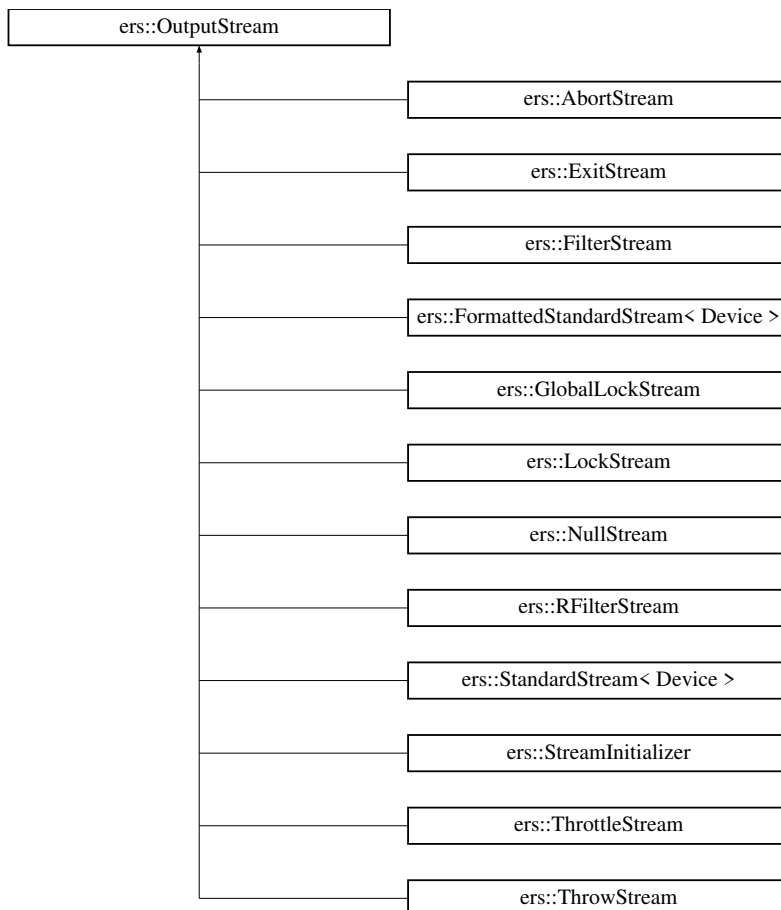 ers::OutputStream
ers::AbortStream
ers::ExitStream
ers::FilterStream
ers::FormattedStandardStream< Device >
ers::GlobalLockStream
ers::LockStream
ers::NullStream
ers::RFilterStream
ers::StandardStream< Device >
ers::StreamInitializer
ers::ThrottleStream
ers::ThrowStream